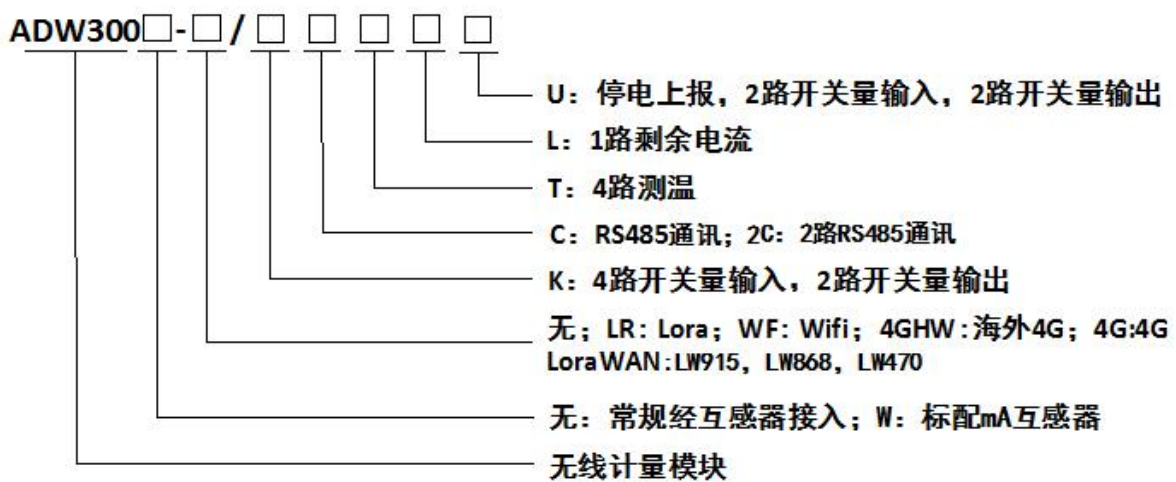 ADW300□-□/□□□□□
U：停电上报，2路开关量输入，2路开关量输出
L：1路剩余电流
T：4路测温
C：RS485通讯；2C：2路RS485通讯
K：4路开关量输入，2路开关量输出
无；LR：Lora；WF：Wifi；4GHW：海外4G；4G:4G
LoraWAN:LW915，LW868，LW470
无：常规经互感器接入；W：标配mA互感器
无线计量模块